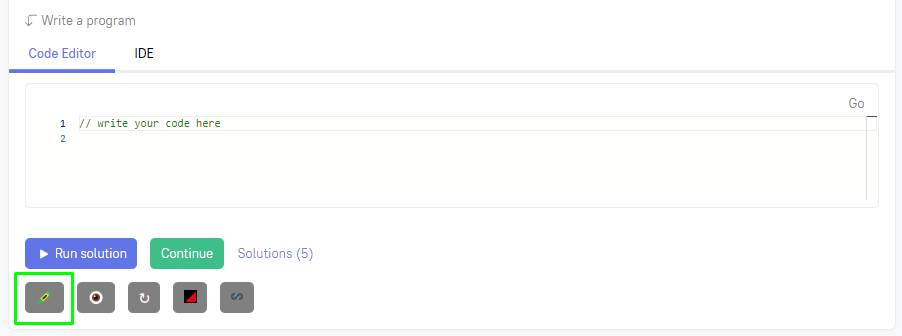 Write a program
Code Editor IDE
Go
1 // write your code here
2
Run solution Continue Solutions (5)